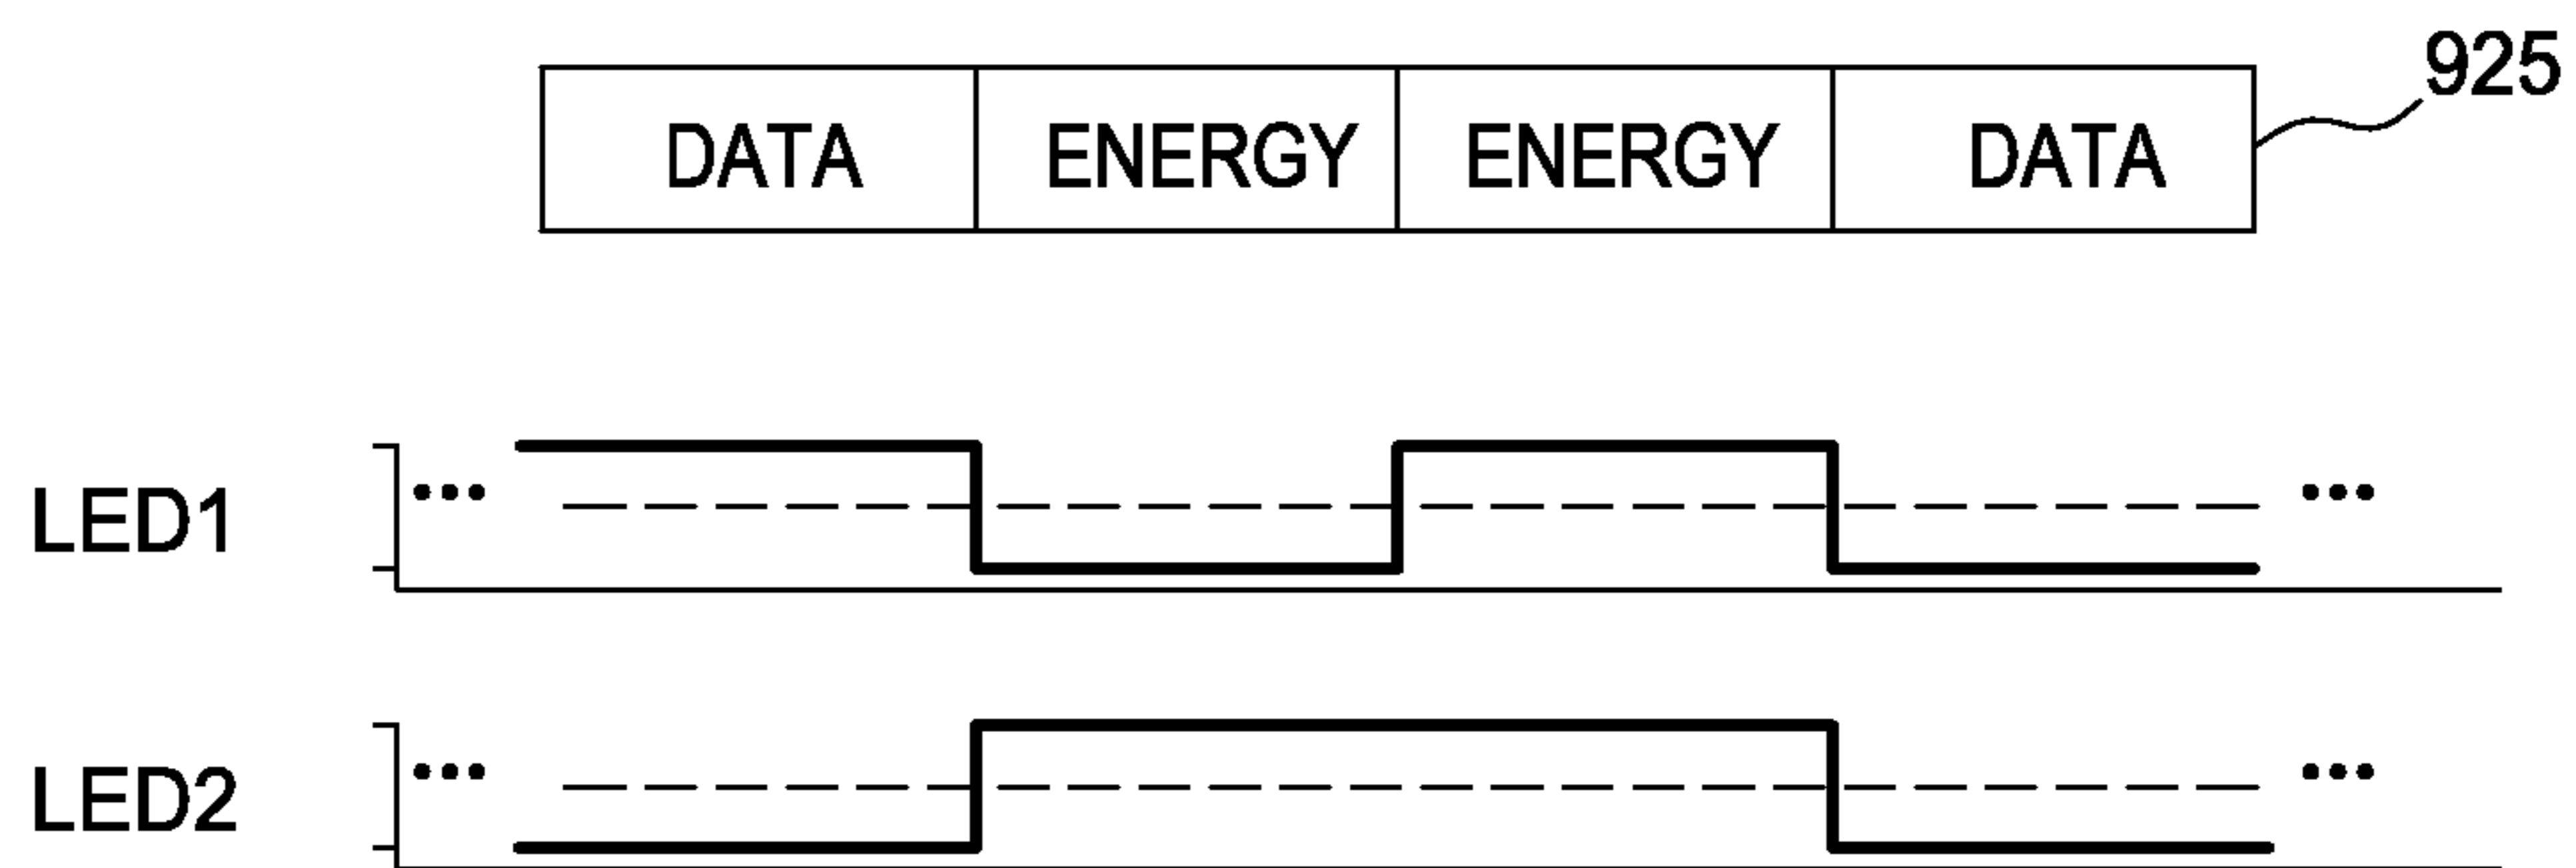 925
DATA ENERGY ENERGY DATA
LED1 ... ...
LED2 ... ...